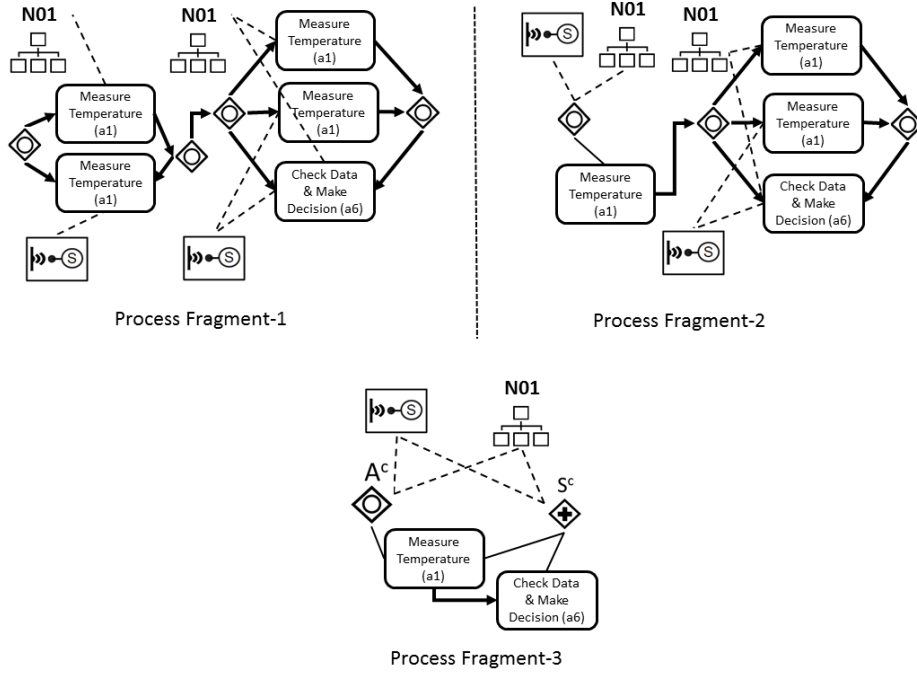 N01
N01
Measure
Temperature
(a1)
Measure
Temperature
(a1)
Measure
Temperature
(a1)
Measure
Temperature
(a1)
Check Data
& Make
Decision (a6)
S
S
Process Fragment-1
S
N01
N01
Measure
Temperature
(a1)
Measure
Temperature
(a1)
Measure
Temperature
(a1)
Check Data
& Make
Decision (a6)
S
Process Fragment-2
S
N01
Aᶜ
Sᶜ
Measure
Temperature
(a1)
Check Data
& Make
Decision (a6)
Process Fragment-3